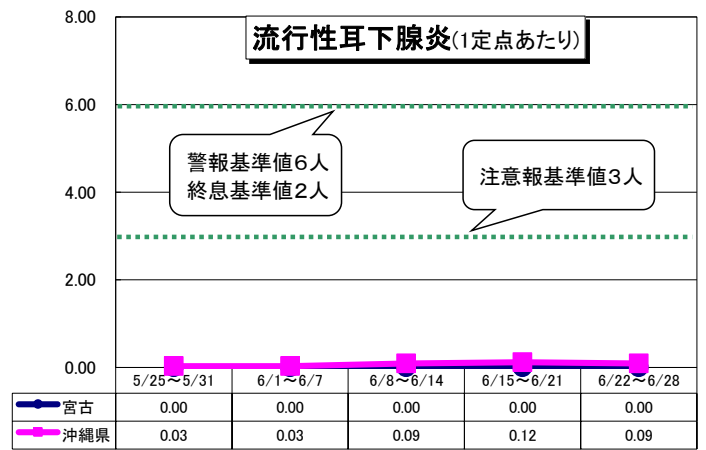 流行性耳下腺炎(1定点あたり)
8.00
6.00
警報基準値6人
終息基準値2人
注意報基準値3人
4.00
2.00
0.00
5/25～5/31 6/1～6/7 6/8～6/14 6/15～6/21 6/22～6/28
宮古 0.00 0.00 0.00 0.00 0.00
沖縄県 0.03 0.03 0.09 0.12 0.09